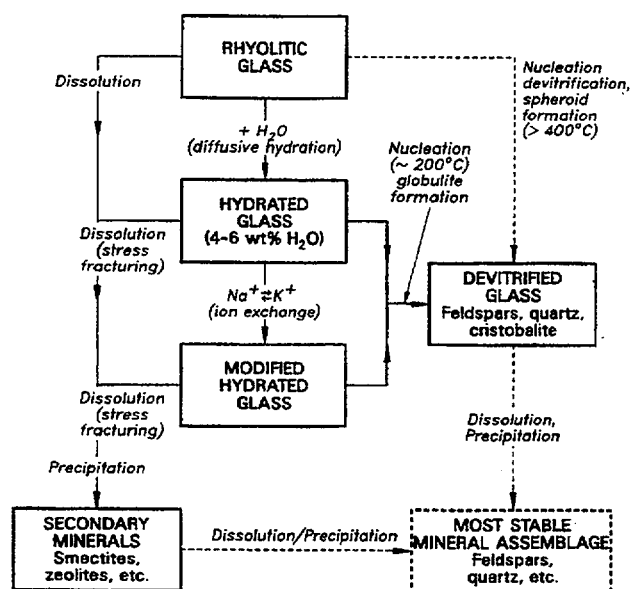 RHYOLITIC
GLASS
Dissolution
Nucleation
devitrification,
spheroid
formation
(> 400°C)
+ H₂O
(diffusive hydration)
Nucleation
(~ 200°C)
globulite
formation
HYDRATED
GLASS
(4-6 wt% H₂O)
Dissolution
(stress
fracturing)
Na⁺ ⇄ K⁺
(ion exchange)
DEVITRIFIED
GLASS
Feldspars, quartz,
cristobalite
MODIFIED
HYDRATED
GLASS
Dissolution
(stress
fracturing)
Dissolution,
Precipitation
Precipitation
SECONDARY
MINERALS
Smectites,
zeolites, etc.
Dissolution/Precipitation
MOST STABLE
MINERAL ASSEMBLAGE
Feldspars,
quartz, etc.